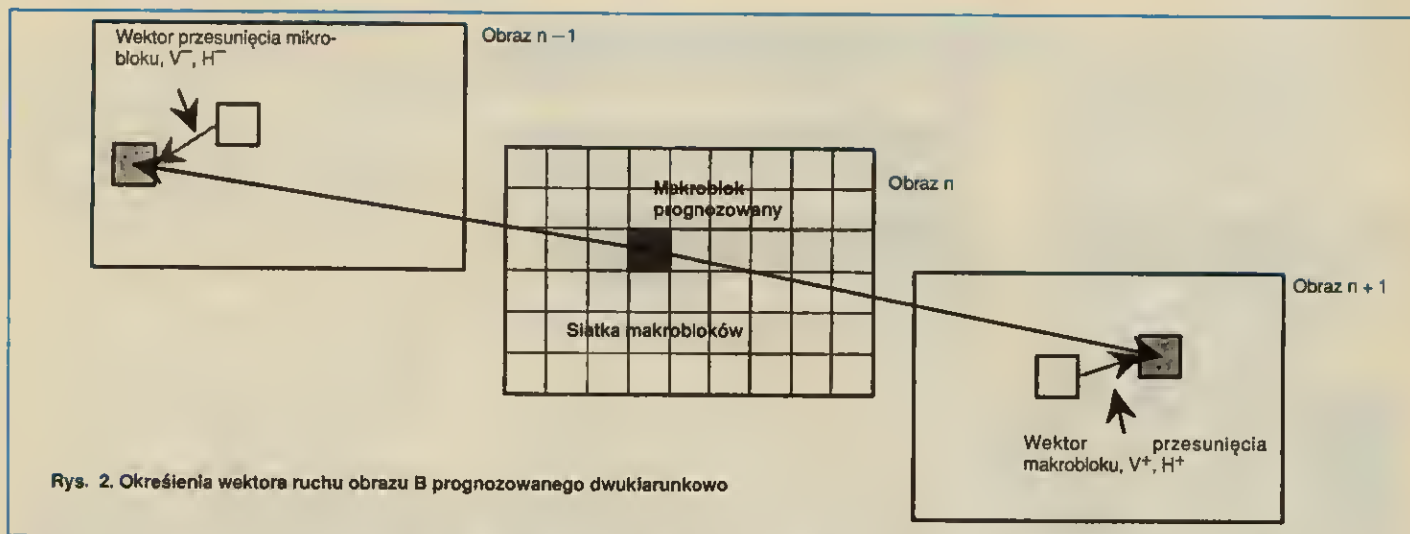 Wektor przesunięcia mikro-
bloku, V⁻, H⁻
Obraz n – 1
Obraz n
Makroblok
prognozowany
Siatka makrobloków
Obraz n + 1
Wektor przesunięcia
makrobloku, V⁺, H⁺
Rys. 2. Określenia wektora ruchu obrazu B prognozowanego dwukiarunkowo